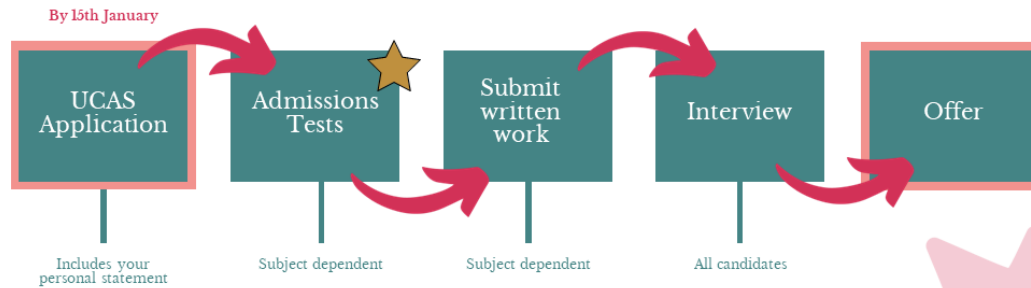 By 15th January
UCAS
Application
Admissions
Tests
Submit
written
work
Interview
Offer
Includes your
personal statement
Subject dependent
Subject dependent
All candidates